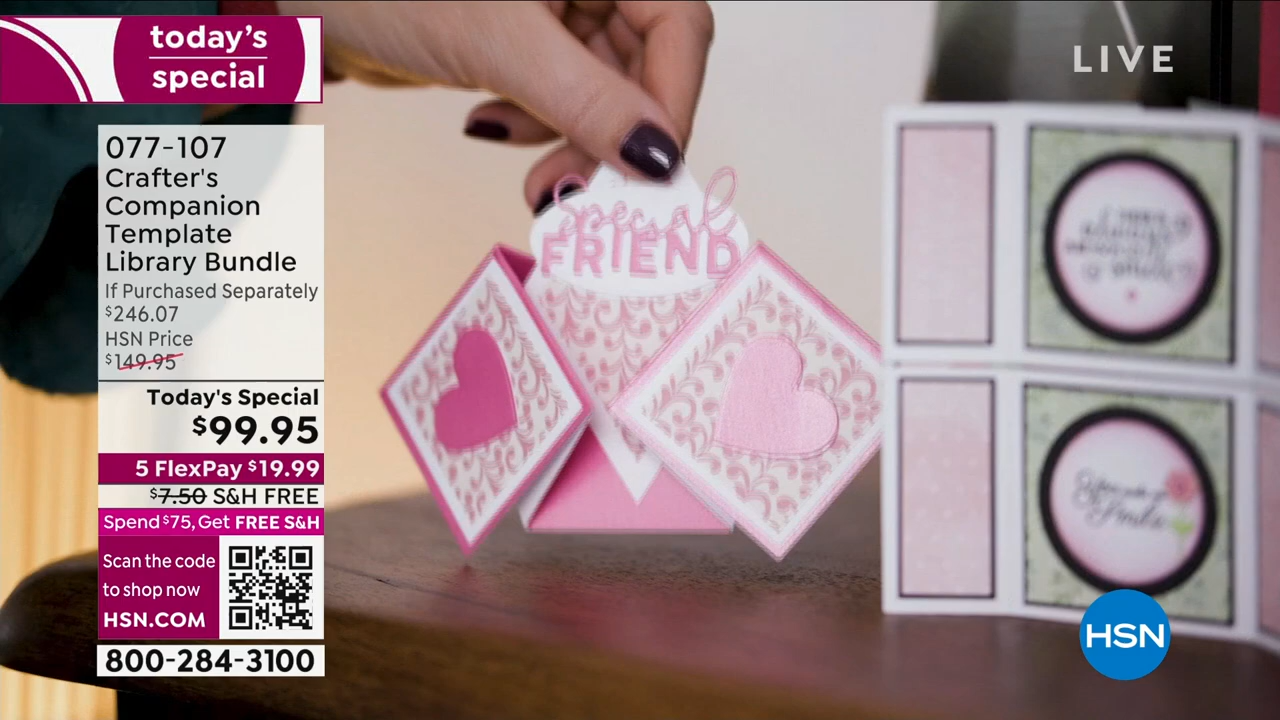 today's
special
LIVE
077-107
Crafter's
Companion
Template
Library Bundle
If Purchased Separately
$246.07
HSN Price
$149.95
Today's Special
$99.95
5 FlexPay $19.99
$7.50 S&H FREE
Spend $75, Get FREE S&H
Scan the code
to shop now
HSN.COM
800-284-3100
special
FRIEND
HSN